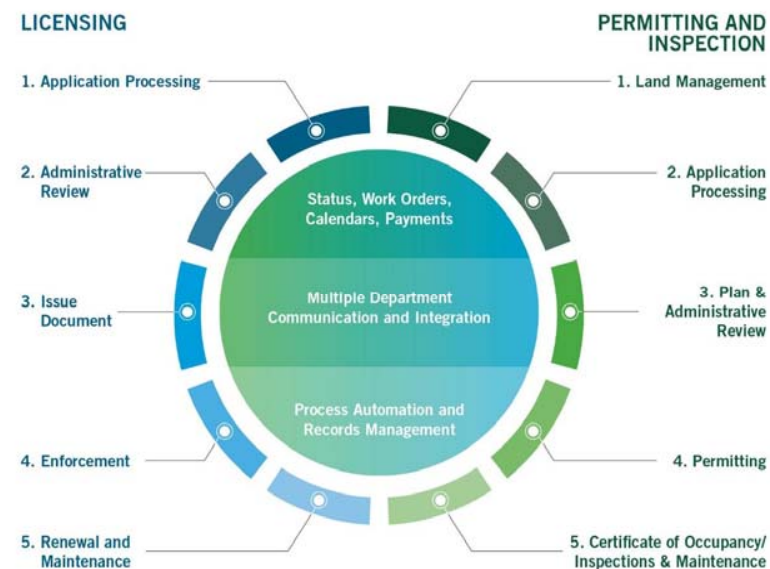 LICENSING
1. Application Processing
2. Administrative
Review
3. Issue
Document
4. Enforcement
5. Renewal and
Maintenance
Status, Work Orders,
Calendars, Payments
Multiple Department
Communication and Integration
Process Automation and
Records Management
PERMITTING AND
INSPECTION
1. Land Management
2. Application
Processing
3. Plan &
Administrative
Review
4. Permitting
5. Certificate of Occupancy/
Inspections & Maintenance